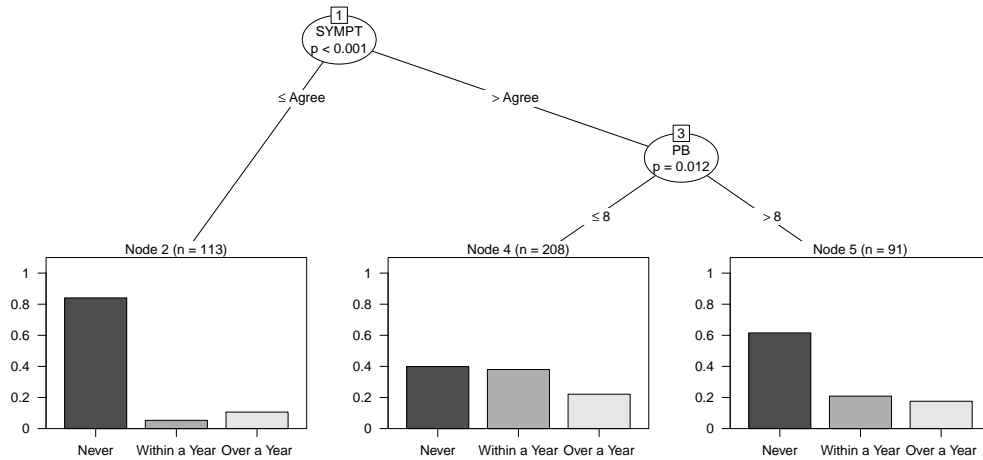 1
SYMPT
p < 0.001
≤ Agree
> Agree
3
PB
p = 0.012
≤ 8
> 8
Node 2 (n = 113)
1
0.8
0.6
0.4
0.2
0
Never Within a Year Over a Year
Node 4 (n = 208)
1
0.8
0.6
0.4
0.2
0
Never Within a Year Over a Year
Node 5 (n = 91)
1
0.8
0.6
0.4
0.2
0
Never Within a Year Over a Year